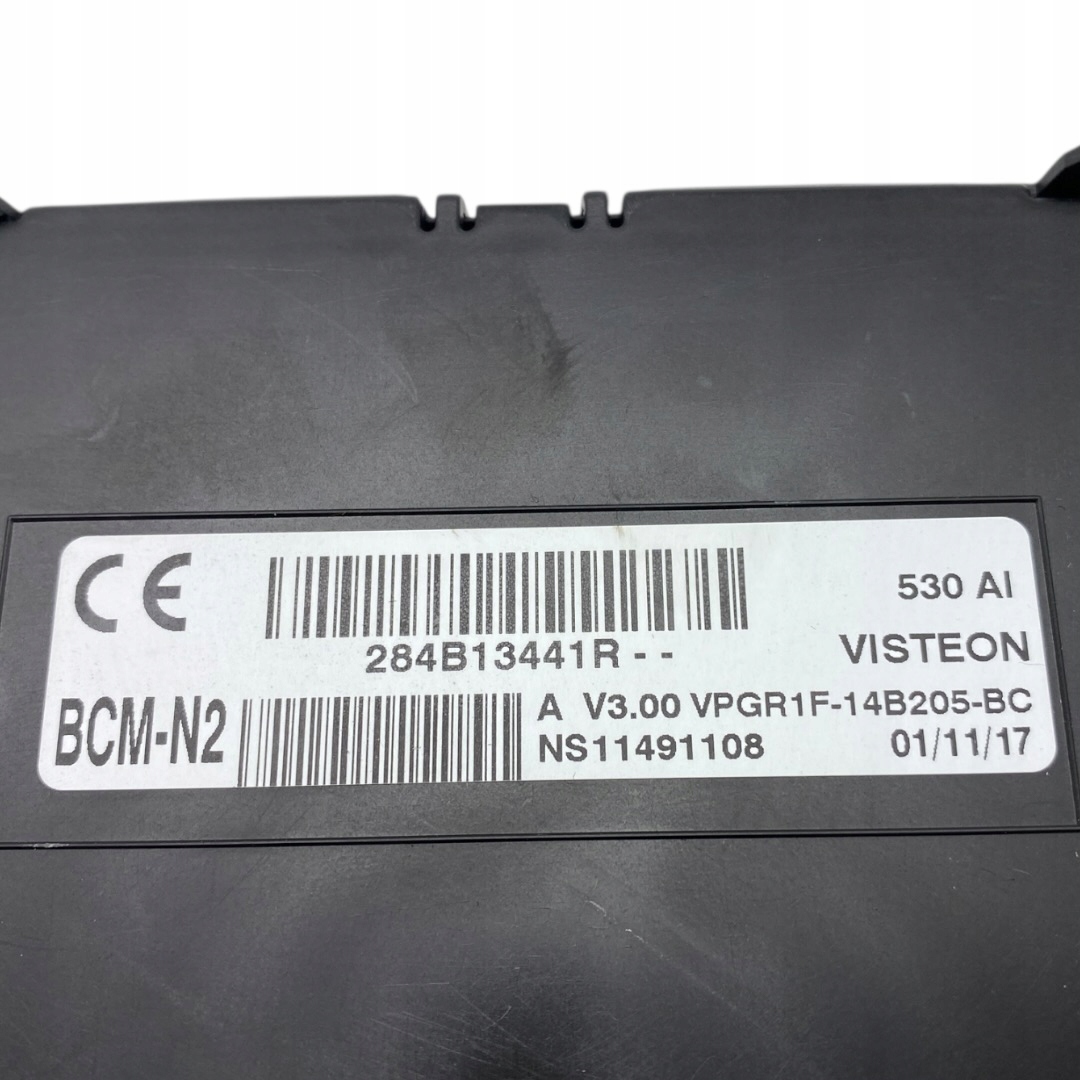 CE
530 AI
284B13441R - -
VISTEON
BCM-N2
A V3.00 VPGR1F-14B205-BC
NS11491108
01/11/17